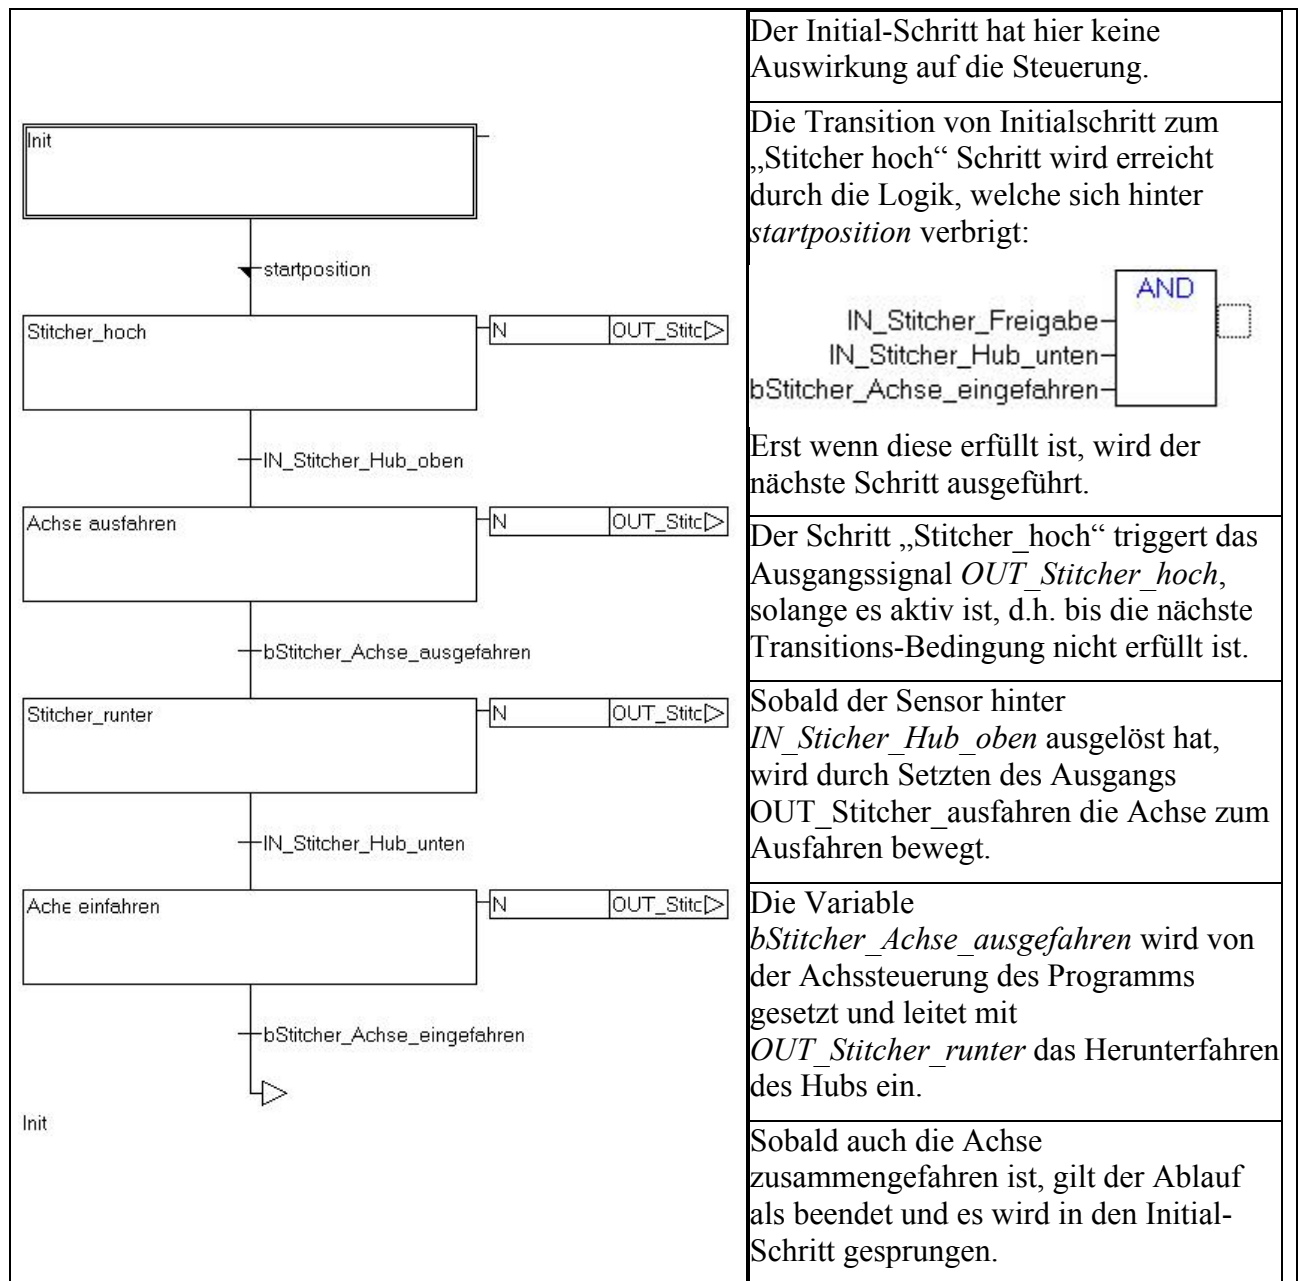 Init
startposition
Stitcher_hoch
N
OUT_Stitc
IN_Stitcher_Hub_oben
Achse ausfahren
N
OUT_Stitc
bStitcher_Achse_ausgefahren
Stitcher_runter
N
OUT_Stitc
IN_Stitcher_Hub_unten
Ache einfahren
N
OUT_Stitc
bStitcher_Achse_eingefahren
Init
Der Initial-Schritt hat hier keine
Auswirkung auf die Steuerung.
Die Transition von Initialschritt zum
„Stitcher hoch“ Schritt wird erreicht
durch die Logik, welche sich hinter
startposition verbrigt:
AND
IN_Stitcher_Freigabe
IN_Stitcher_Hub_unten
bStitcher_Achse_eingefahren
Erst wenn diese erfüllt ist, wird der
nächste Schritt ausgeführt.
Der Schritt „Stitcher_hoch“ triggert das
Ausgangssignal OUT_Stitcher_hoch,
solange es aktiv ist, d.h. bis die nächste
Transitions-Bedingung nicht erfüllt ist.
Sobald der Sensor hinter
IN_Sticher_Hub_oben ausgelöst hat,
wird durch Setzten des Ausgangs
OUT_Stitcher_ausfahren die Achse zum
Ausfahren bewegt.
Die Variable
bStitcher_Achse_ausgefahren wird von
der Achssteuerung des Programms
gesetzt und leitet mit
OUT_Stitcher_runter das Herunterfahren
des Hubs ein.
Sobald auch die Achse
zusammengefahren ist, gilt der Ablauf
als beendet und es wird in den Initial-
Schritt gesprungen.